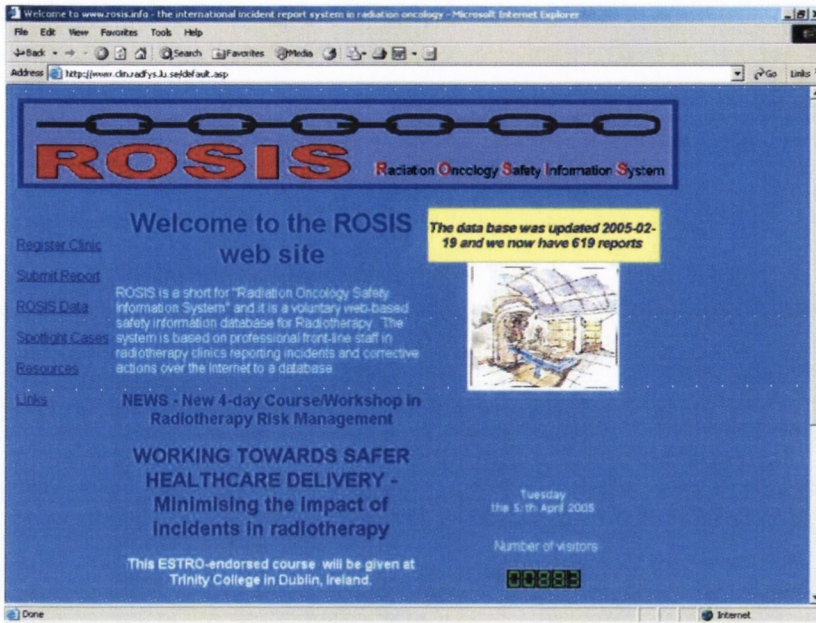 Welcome to www.rosis.info - the international incident report system in radiation oncology - Microsoft Internet Explorer
File Edit View Favorites Tools Help
Back Search Favorites Media
Address http://www.clin.radfys.lu.se/default.asp Go Links
ROSIS Radiation Oncology Safety Information System
Register Clinic
Submit Report
ROSIS Data
Spotlight Cases
Resources
Links
Welcome to the ROSIS
web site
ROSIS is a short for "Radiation Oncology Safety
Information System" and it is a voluntary web-based
safety information database for Radiotherapy. The
system is based on professional front-line staff in
radiotherapy clinics reporting incidents and corrective
actions over the Internet to a database
NEWS - New 4-day Course/Workshop in
Radiotherapy Risk Management
WORKING TOWARDS SAFER
HEALTHCARE DELIVERY -
Minimising the impact of
incidents in radiotherapy
This ESTRO-endorsed course will be given at
Trinity College in Dublin, Ireland.
The data base was updated 2005-02-
19 and we now have 619 reports
Tuesday
the 5:th April 2005
Number of visitors
00893
Done Internet